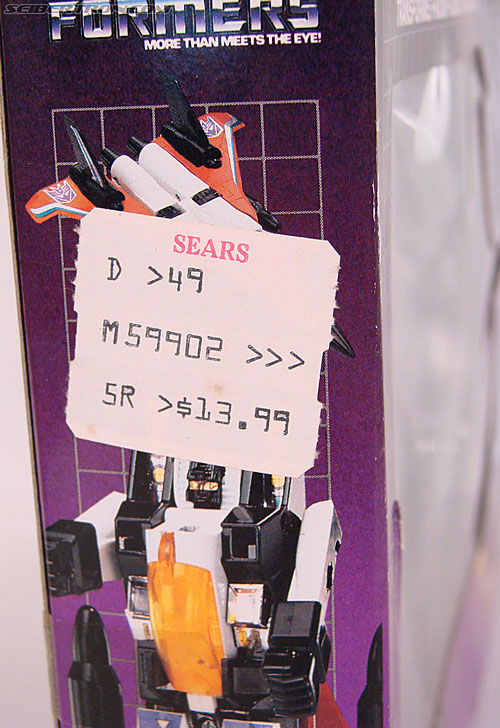 FORMERS
MORE THAN MEETS THE EYE!
SEARS
D >49
M59902 >>>
SR >$13.99